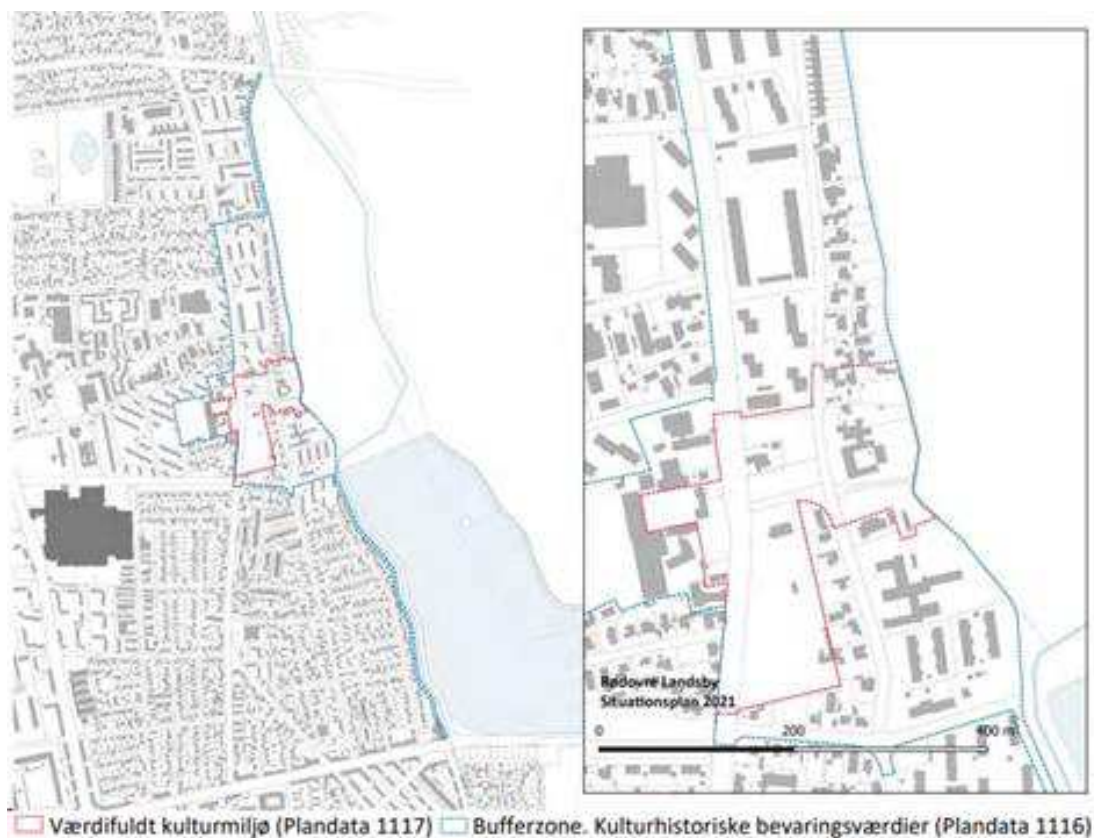 Rødovre Landsby
Situationsplan 2021
0 200 400 m
Værdifuldt kulturmiljø (Plandata 1117) Bufferzone. Kulturhistoriske bevaringsværdier (Plandata 1116)